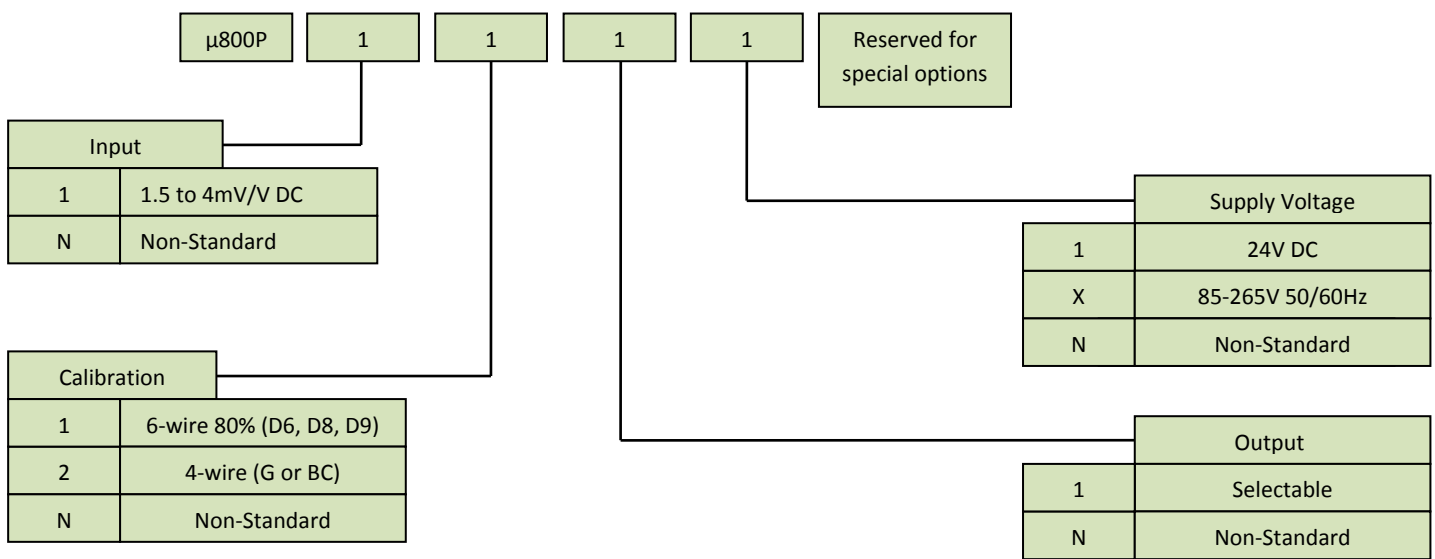 µ800P 1 1 1 1 Reserved for
special options
Input
1 1.5 to 4mV/V DC
N Non-Standard
Calibration
1 6-wire 80% (D6, D8, D9)
2 4-wire (G or BC)
N Non-Standard
Supply Voltage
1 24V DC
X 85-265V 50/60Hz
N Non-Standard
Output
1 Selectable
N Non-Standard